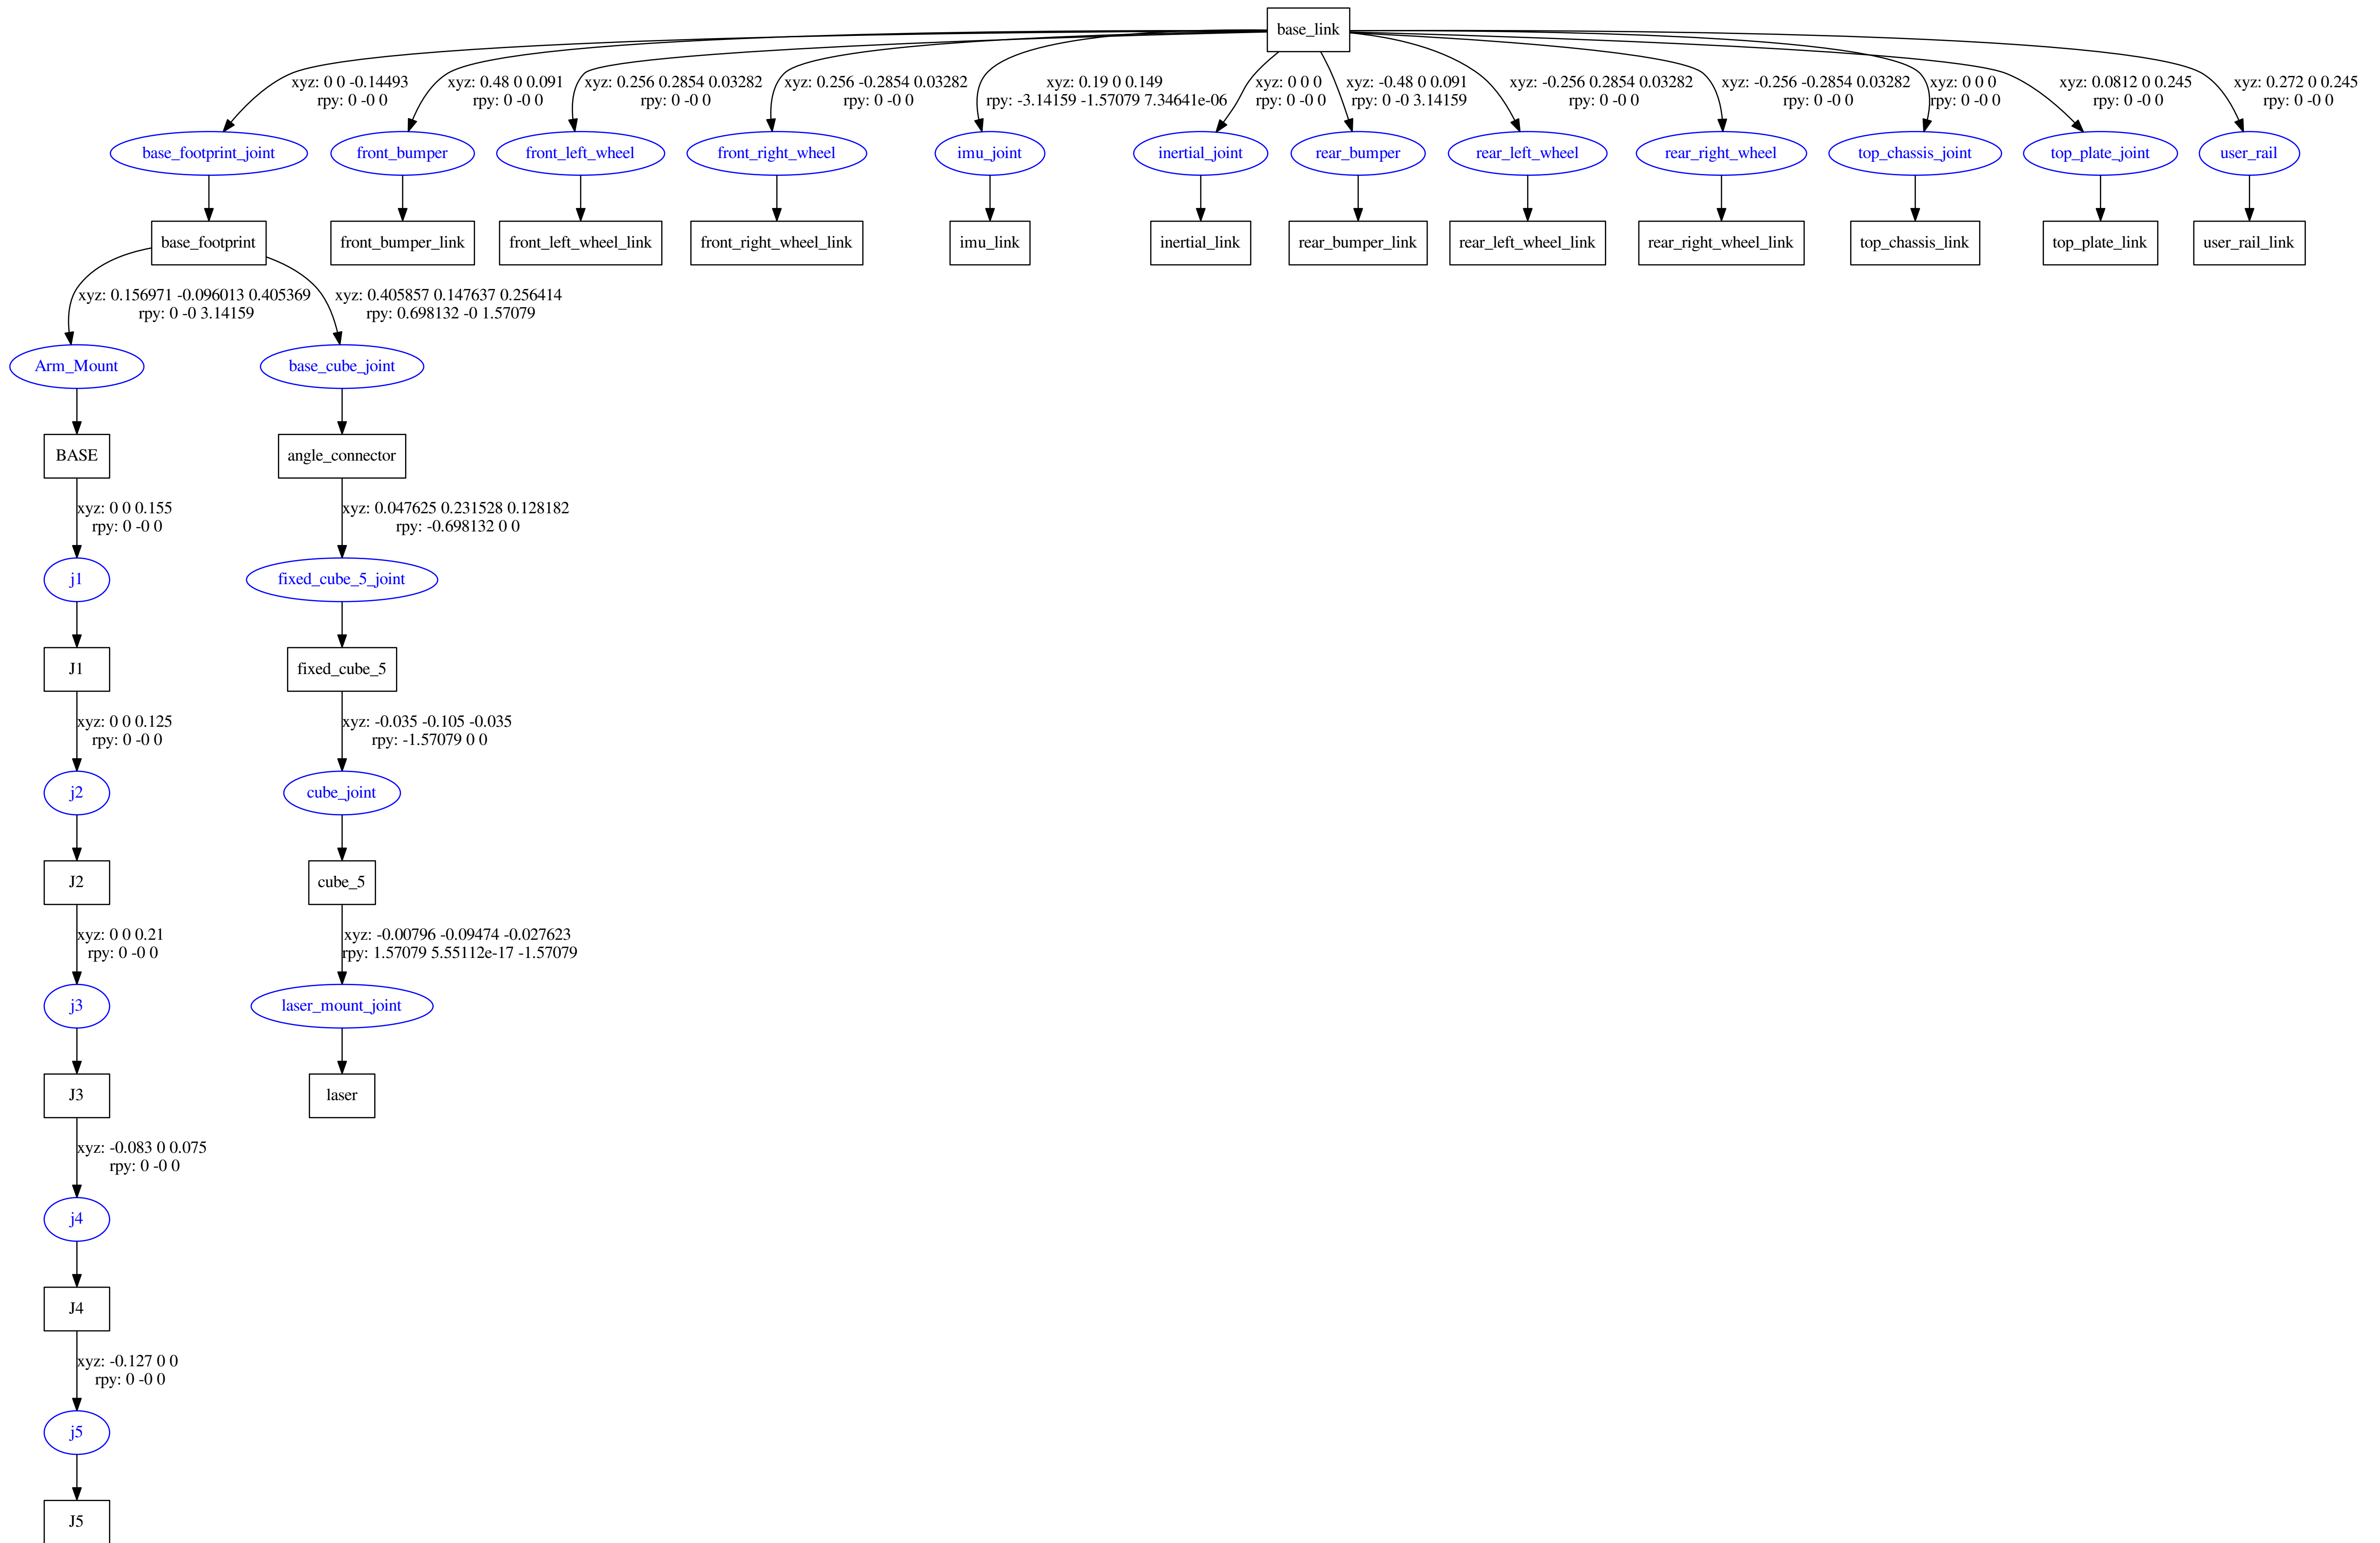 base_link
xyz: 0 0 -0.14493
rpy: 0 -0 0
xyz: 0.48 0 0.091
rpy: 0 -0 0
xyz: 0.256 0.2854 0.03282
rpy: 0 -0 0
xyz: 0.256 -0.2854 0.03282
rpy: 0 -0 0
xyz: 0.19 0 0.149
rpy: -3.14159 -1.57079 7.34641e-06
xyz: 0 0 0
rpy: 0 -0 0
xyz: -0.48 0 0.091
rpy: 0 -0 3.14159
xyz: -0.256 0.2854 0.03282
rpy: 0 -0 0
xyz: -0.256 -0.2854 0.03282
rpy: 0 -0 0
xyz: 0 0 0
rpy: 0 -0 0
xyz: 0.0812 0 0.245
rpy: 0 -0 0
xyz: 0.272 0 0.245
rpy: 0 -0 0
base_footprint_joint
front_bumper
front_left_wheel
front_right_wheel
imu_joint
inertial_joint
rear_bumper
rear_left_wheel
rear_right_wheel
top_chassis_joint
top_plate_joint
user_rail
base_footprint
front_bumper_link
front_left_wheel_link
front_right_wheel_link
imu_link
inertial_link
rear_bumper_link
rear_left_wheel_link
rear_right_wheel_link
top_chassis_link
top_plate_link
user_rail_link
xyz: 0.156971 -0.096013 0.405369
rpy: 0 -0 3.14159
xyz: 0.405857 0.147637 0.256414
rpy: 0.698132 -0 1.57079
Arm_Mount
base_cube_joint
BASE
angle_connector
xyz: 0 0 0.155
rpy: 0 -0 0
xyz: 0.047625 0.231528 0.128182
rpy: -0.698132 0 0
j1
fixed_cube_5_joint
J1
fixed_cube_5
xyz: 0 0 0.125
rpy: 0 -0 0
xyz: -0.035 -0.105 -0.035
rpy: -1.57079 0 0
j2
cube_joint
J2
cube_5
xyz: 0 0 0.21
rpy: 0 -0 0
xyz: -0.00796 -0.09474 -0.027623
rpy: 1.57079 5.55112e-17 -1.57079
j3
laser_mount_joint
J3
laser
xyz: -0.083 0 0.075
rpy: 0 -0 0
j4
J4
xyz: -0.127 0 0
rpy: 0 -0 0
j5
J5